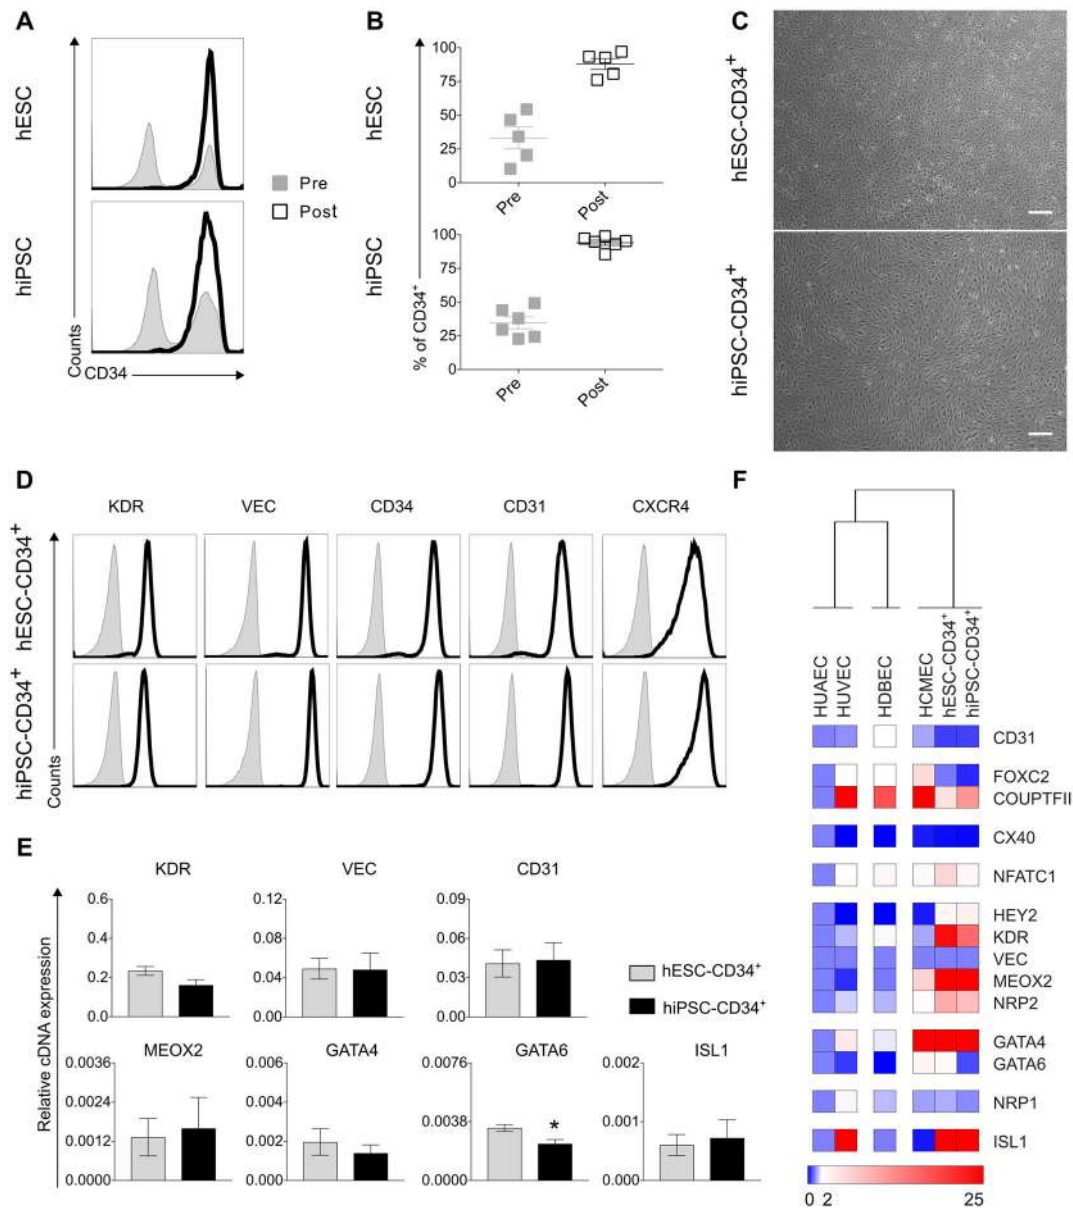 A
hESC
hiPSC
Counts
CD34
Pre
Post
B
hESC
hiPSC
% of CD34+
100
75
50
25
0
Pre
Post
100
75
50
25
0
Pre
Post
C
hESC-CD34+
hiPSC-CD34+
D
KDR VEC CD34 CD31 CXCR4
hESC-CD34+
hiPSC-CD34+
Counts
E
Relative cDNA expression
KDR
0.6
0.4
0.2
0.0
VEC
0.12
0.08
0.04
0.00
CD31
0.09
0.06
0.03
0.00
hESC-CD34+
hiPSC-CD34+
MEOX2
0.0036
0.0024
0.0012
0.0000
GATA4
0.006
0.004
0.002
0.000
GATA6
0.0076
0.0038
0.0000
*
ISL1
0.002
0.001
0.000
F
HUAEC
HUVEC
HDBEC
HCMEC
hESC-CD34+
hiPSC-CD34+
CD31
FOXC2
COUPTFII
CX40
NFATC1
HEY2
KDR
VEC
MEOX2
NRP2
GATA4
GATA6
NRP1
ISL1
0 2 25